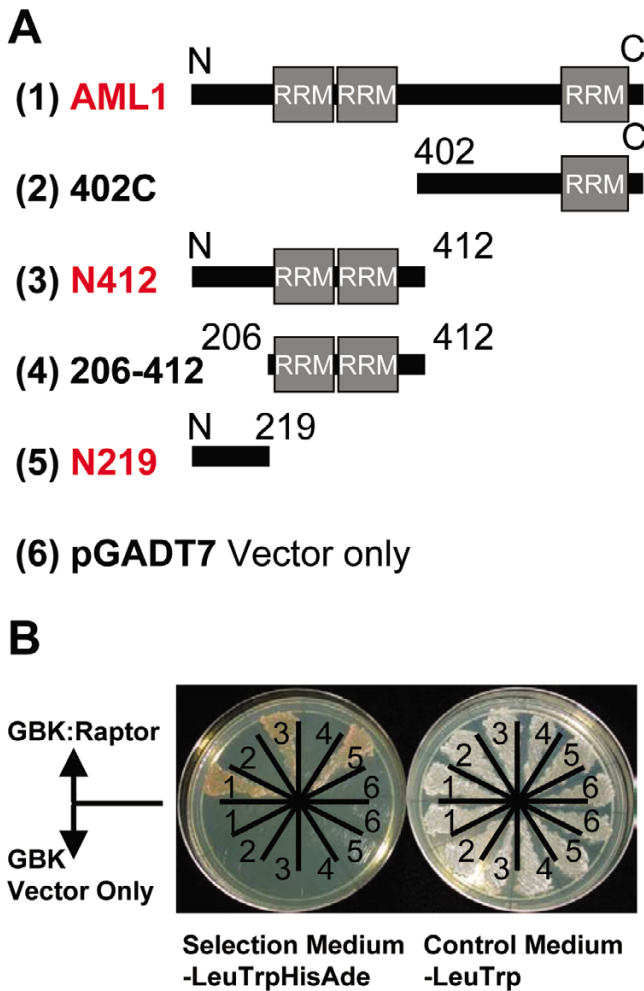 A
N
C
(1) AML1
RRM RRM RRM
402
C
(2) 402C
RRM
N
412
(3) N412
RRM RRM
206
412
(4) 206-412
RRM RRM
N 219
(5) N219
(6) pGADT7 Vector only
B
GBK:Raptor
GBK
Vector Only
1 2 3 4 5 6
1 2 3 4 5 6
1 2 3 4 5 6
1 2 3 4 5 6
Selection Medium
-LeuTrpHisAde
Control Medium
-LeuTrp